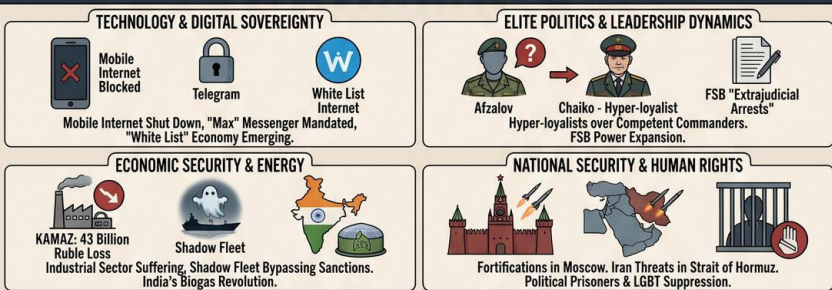 TECHNOLOGY & DIGITAL SOVEREIGNTY
Mobile
Internet
Blocked
Telegram
W
White List
Internet
Mobile Internet Shut Down, "Max" Messenger Mandated,
"White List" Economy Emerging.
ELITE POLITICS & LEADERSHIP DYNAMICS
?
Afzalov
Chaiko - Hyper-loyalist
FSB "Extrajudicial
Arrests"
Hyper-loyalists over Competent Commanders.
FSB Power Expansion.
ECONOMIC SECURITY & ENERGY
KAMAZ: 43 Billion
Ruble Loss
Shadow Fleet
Industrial Sector Suffering, Shadow Fleet Bypassing Sanctions.
India's Biogas Revolution.
NATIONAL SECURITY & HUMAN RIGHTS
Fortifications in Moscow. Iran Threats in Strait of Hormuz.
Political Prisoners & LGBT Suppression.